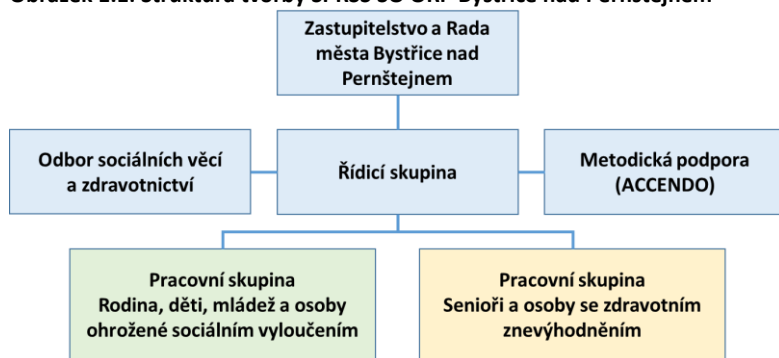 Zastupitelstvo a Rada
města Bystřice nad
Pernštejnem
Odbor sociálních věcí
a zdravotnictví
Řídicí skupina
Metodická podpora
(ACCENDO)
Pracovní skupina
Rodina, děti, mládež a osoby
ohrožené sociálním vyloučením
Pracovní skupina
Senioři a osoby se zdravotním
znevýhodněním